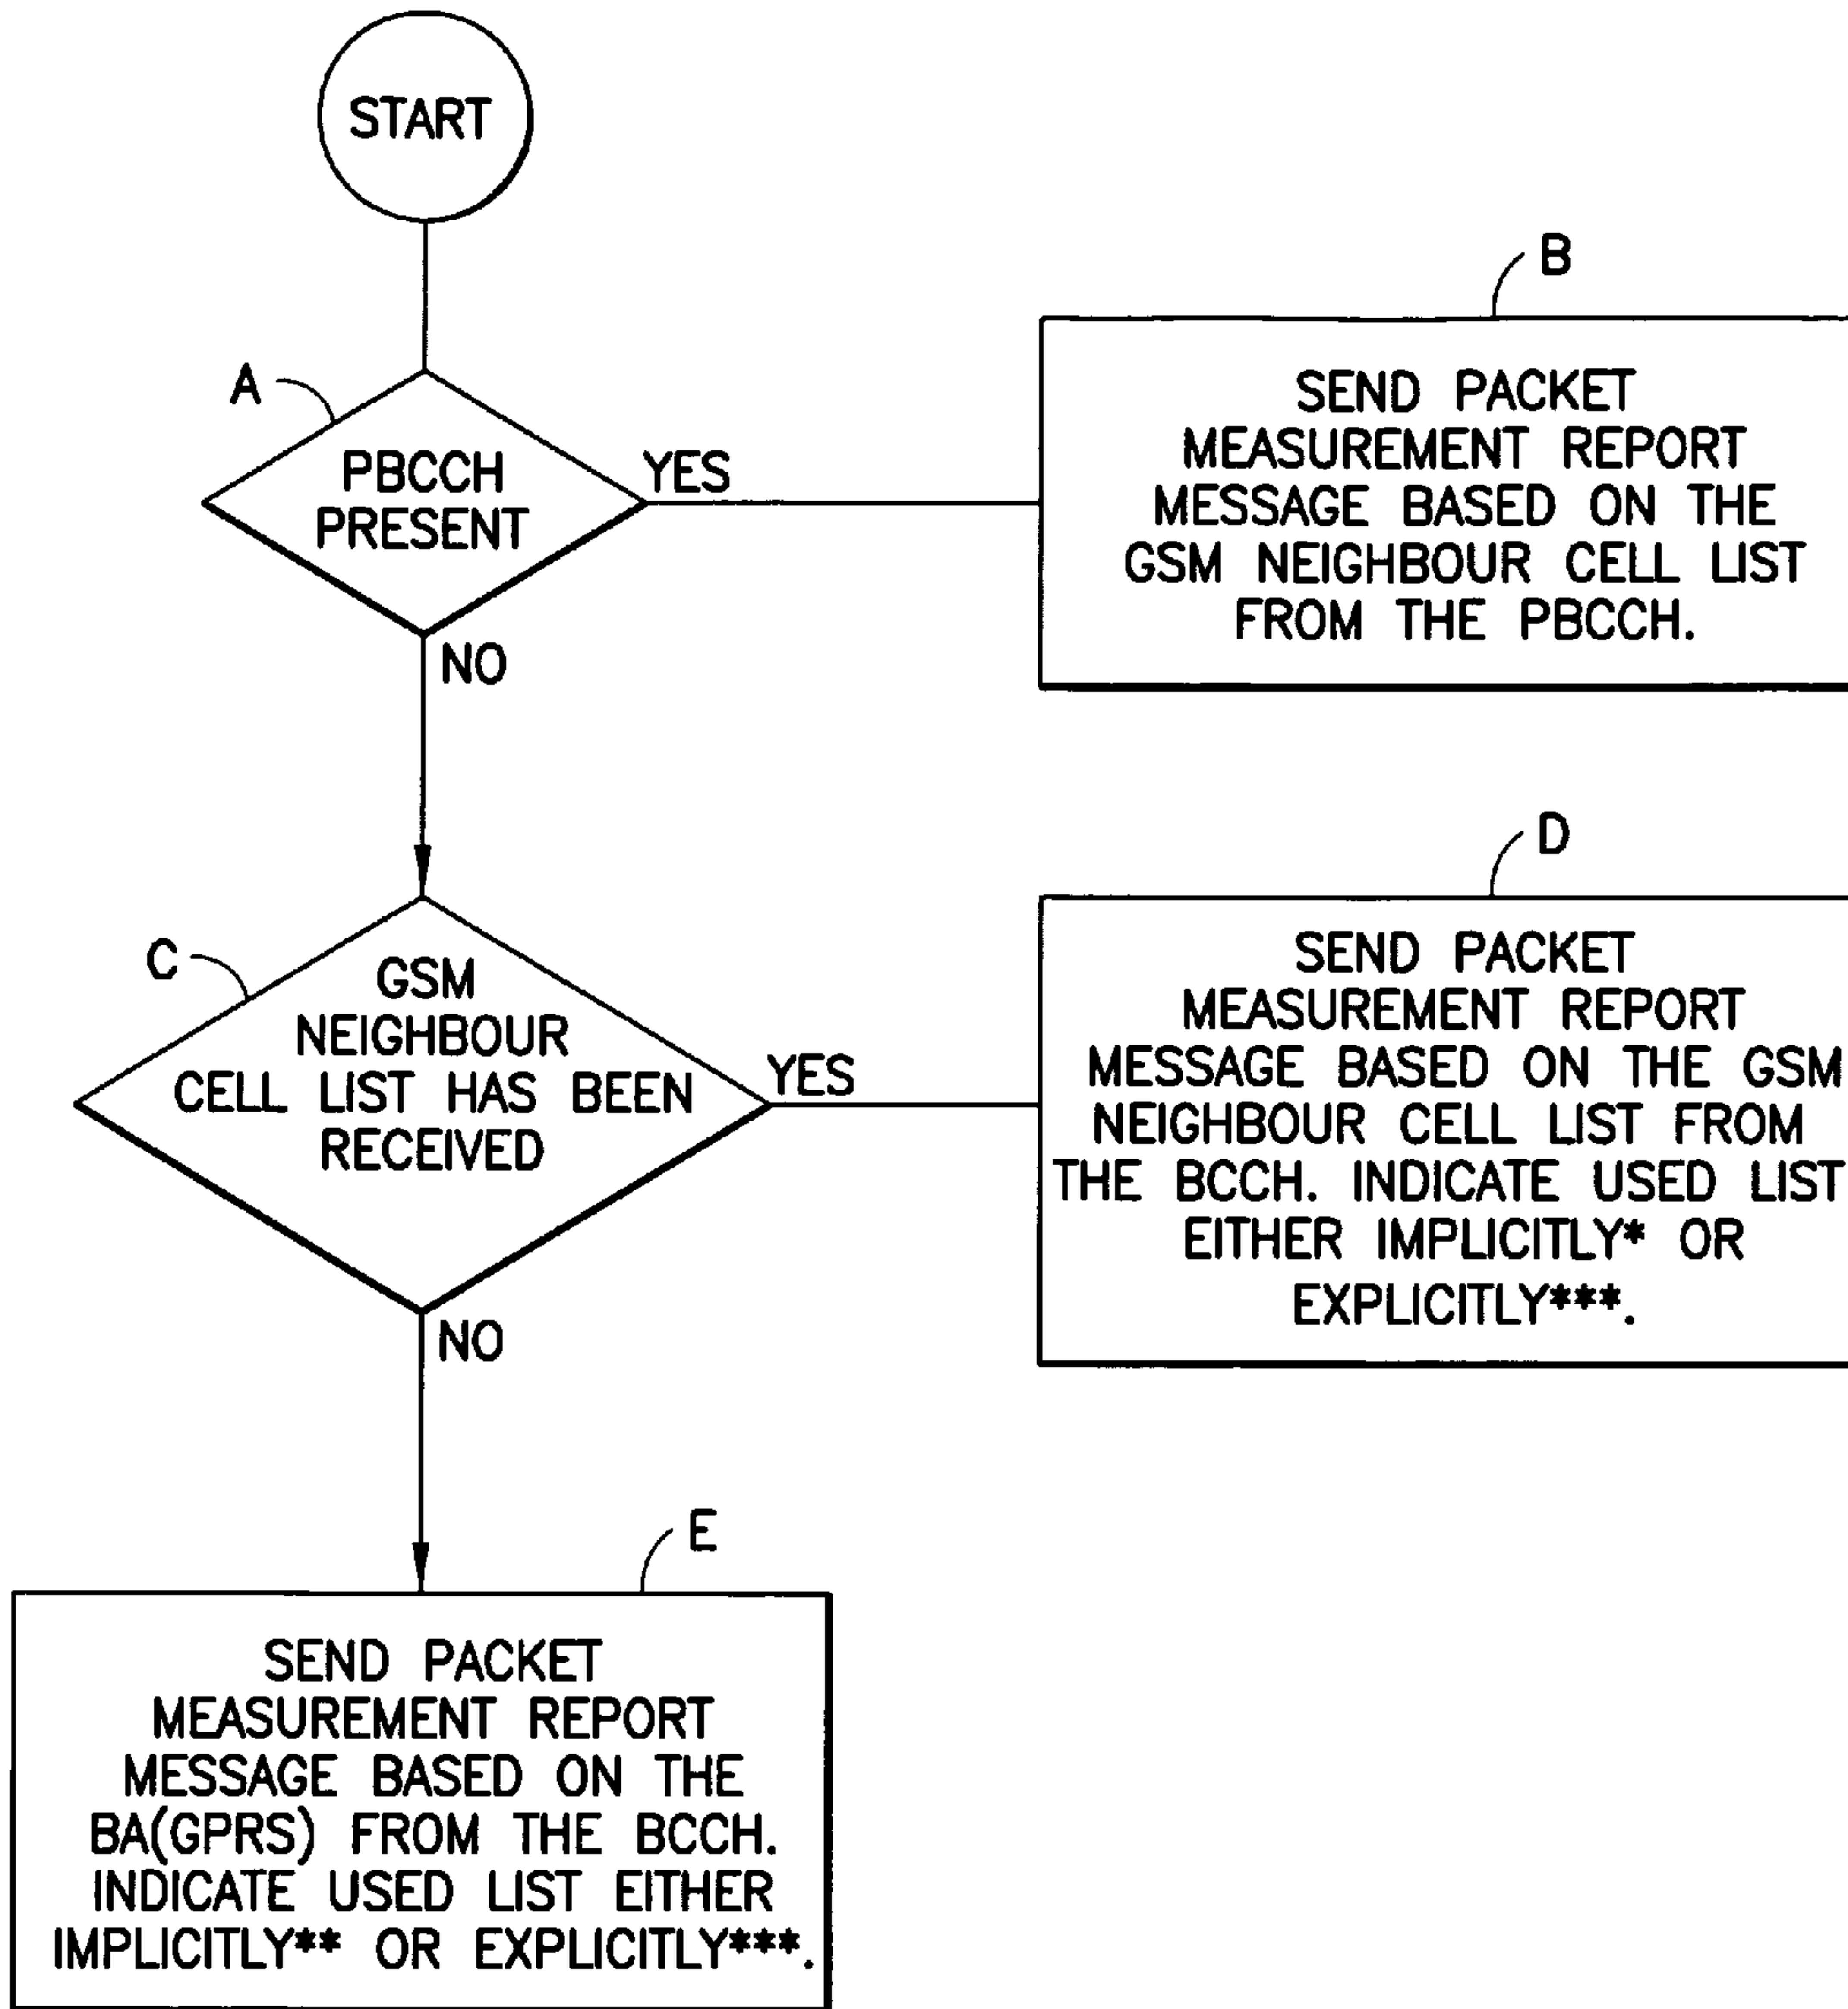 START
A
PBCCH
PRESENT
YES
NO
B
SEND PACKET
MEASUREMENT REPORT
MESSAGE BASED ON THE
GSM NEIGHBOUR CELL LIST
FROM THE PBCCH.
C
GSM
NEIGHBOUR
CELL LIST HAS BEEN
RECEIVED
YES
NO
D
SEND PACKET
MEASUREMENT REPORT
MESSAGE BASED ON THE GSM
NEIGHBOUR CELL LIST FROM
THE BCCH. INDICATE USED LIST
EITHER IMPLICITLY* OR
EXPLICITLY***.
E
SEND PACKET
MEASUREMENT REPORT
MESSAGE BASED ON THE
BA(GPRS) FROM THE BCCH.
INDICATE USED LIST EITHER
IMPLICITLY** OR EXPLICITLY***.